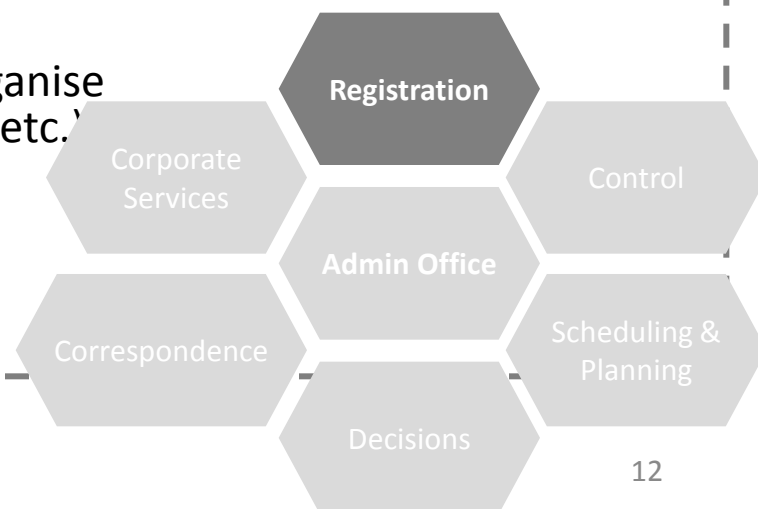 ganise
etc.)
Registration
Corporate
Services
Control
Admin Office
Correspondence
Scheduling &
Planning
Decisions
12